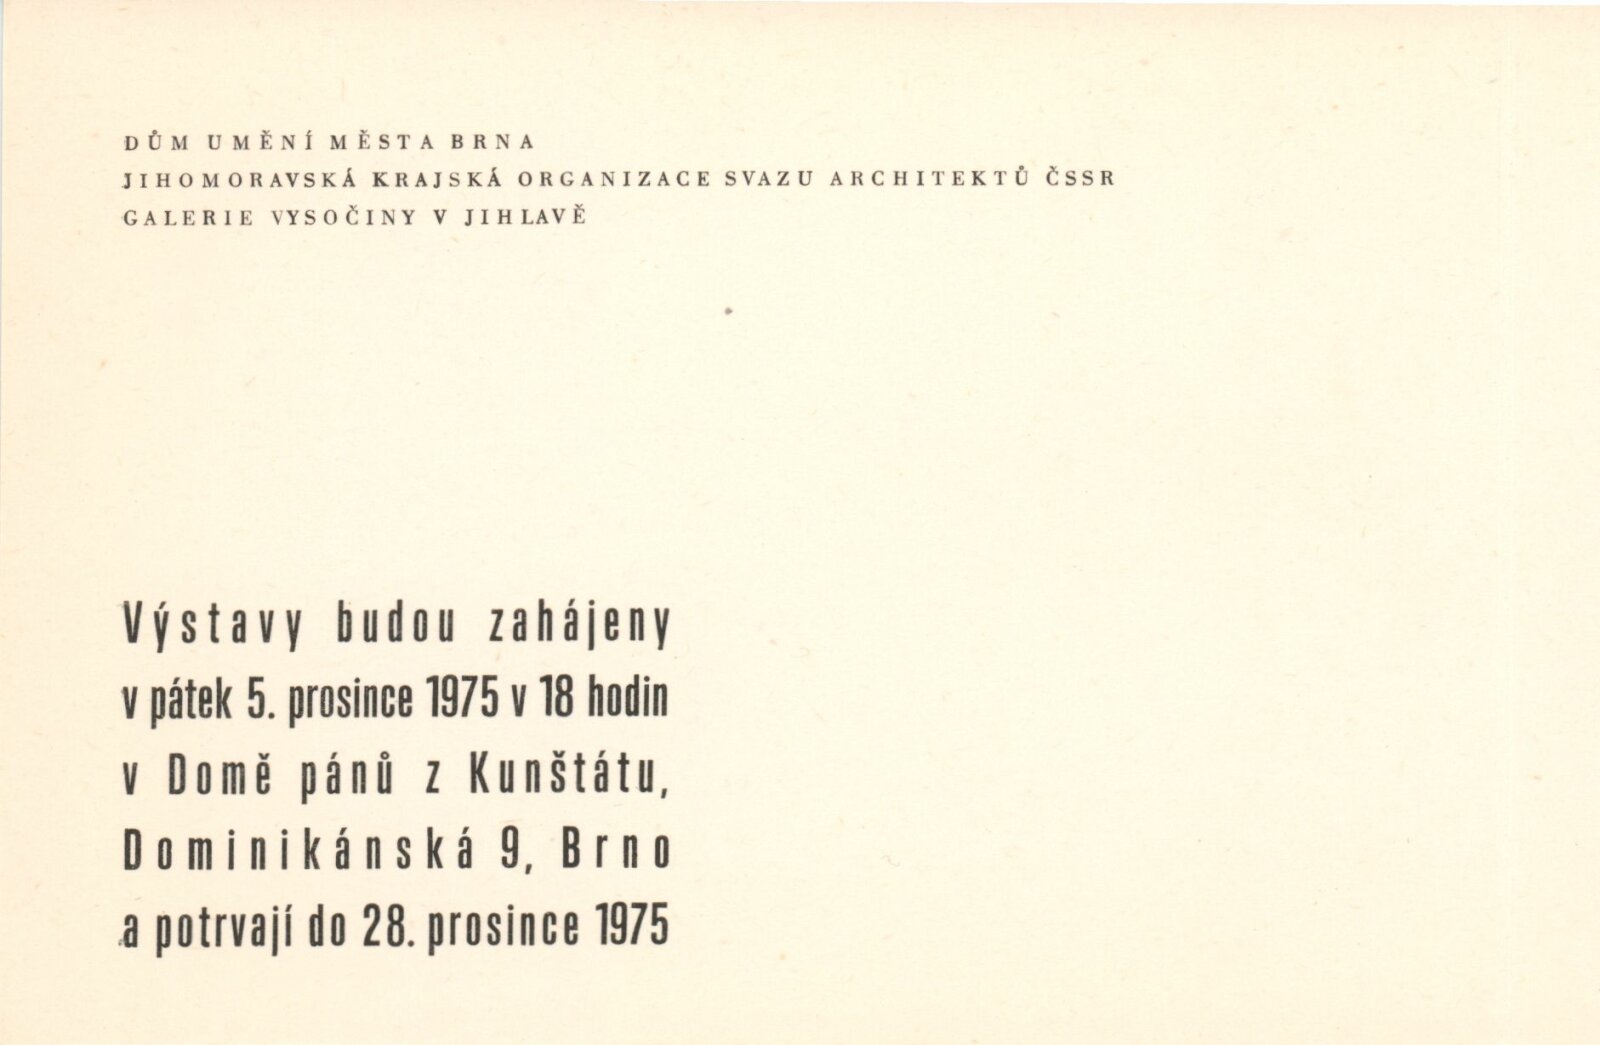 DŮM UMĚNÍ MĚSTA BRNA
JIHOMORAVSKÁ KRAJSKÁ ORGANIZACE SVAZU ARCHITEKTŮ ČSSR
GALERIE VYSOČINY V JIHLAVĚ
Výstavy budou zahájeny
v pátek 5. prosince 1975 v 18 hodin
v Domě pánů z Kunštátu,
Dominikánská 9, Brno
a potrvají do 28. prosince 1975